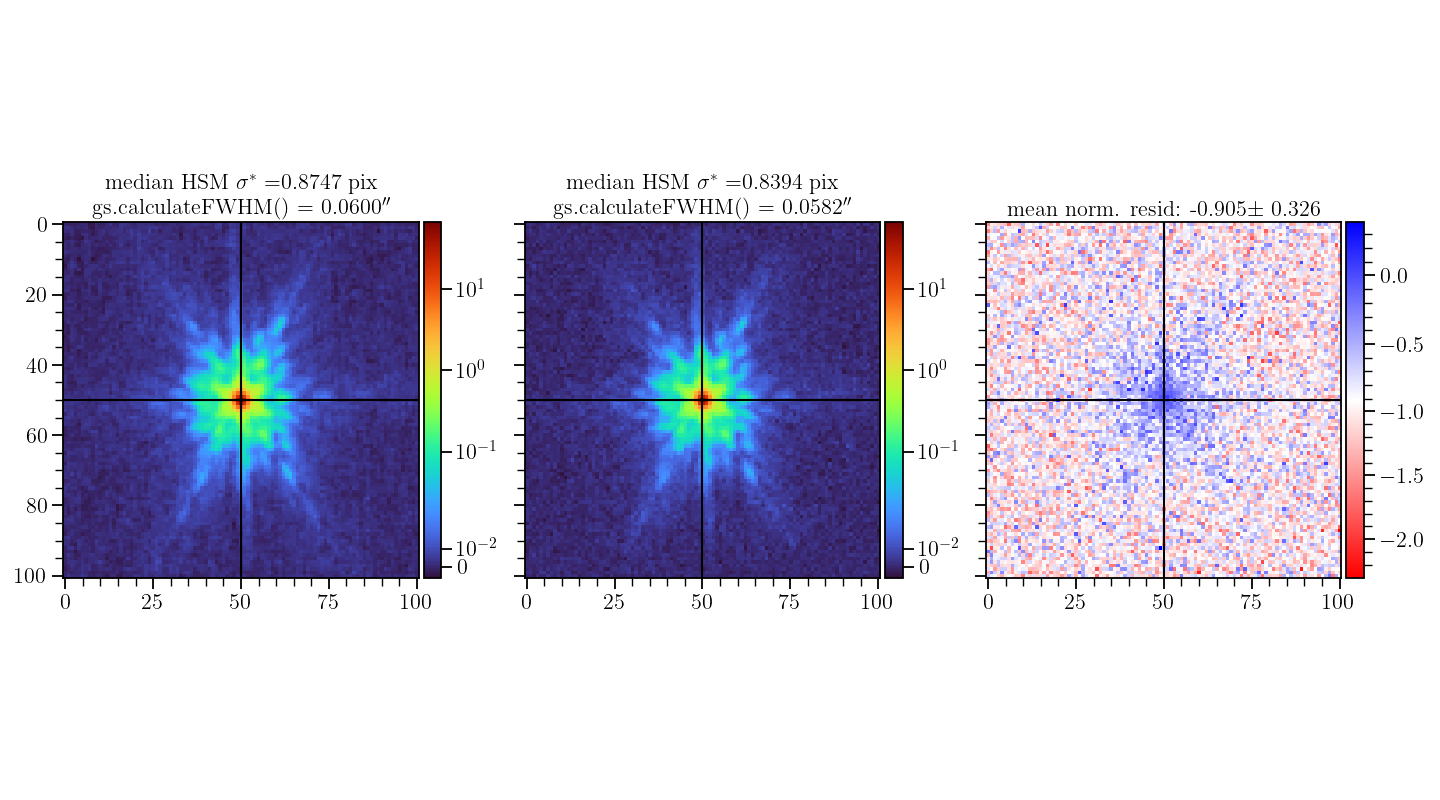 median HSM σ* =0.8747 pix
gs.calculateFWHM() = 0.0600″
median HSM σ* =0.8394 pix
gs.calculateFWHM() = 0.0582″
mean norm. resid: -0.905± 0.326
0
20
40
60
80
100
0 25 50 75 100
10¹
10⁰
10⁻¹
10⁻²
0
0 25 50 75 100
10¹
10⁰
10⁻¹
10⁻²
0
0 25 50 75 100
0.0
−0.5
−1.0
−1.5
−2.0